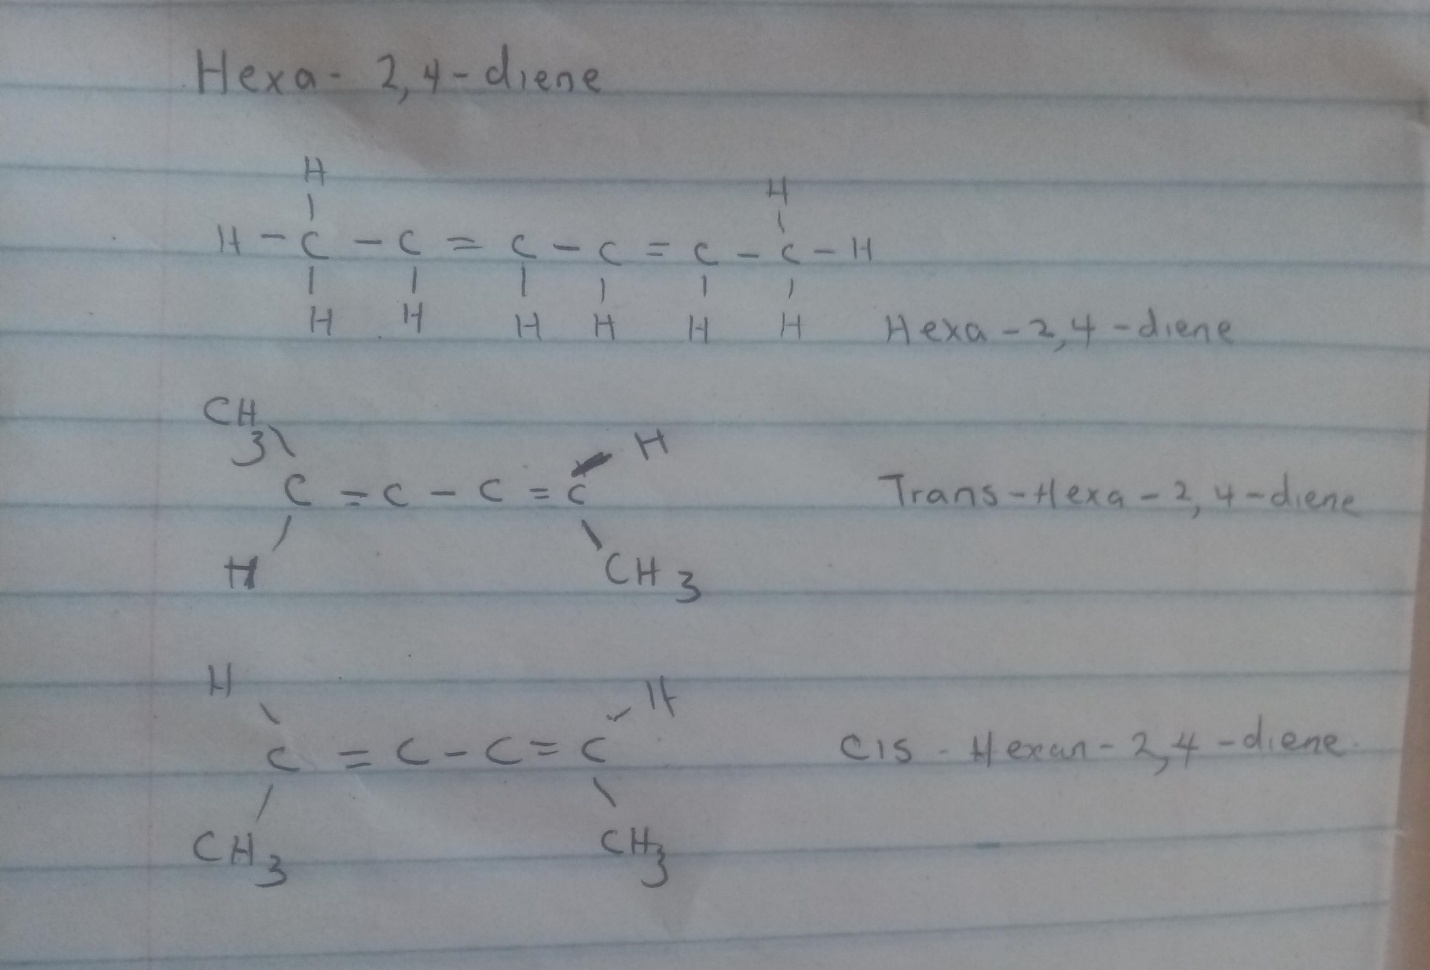 Hexa - 2,4 - diene
H H
H - C - C = C - C = C - C - H
H H H H H H Hexa - 2,4 - diene
CH3 H
C = C - C = C Trans - Hexa - 2,4 - diene
H CH3
H H
C = C - C = C Cis - Hexan - 2,4 - diene.
CH3 CH3